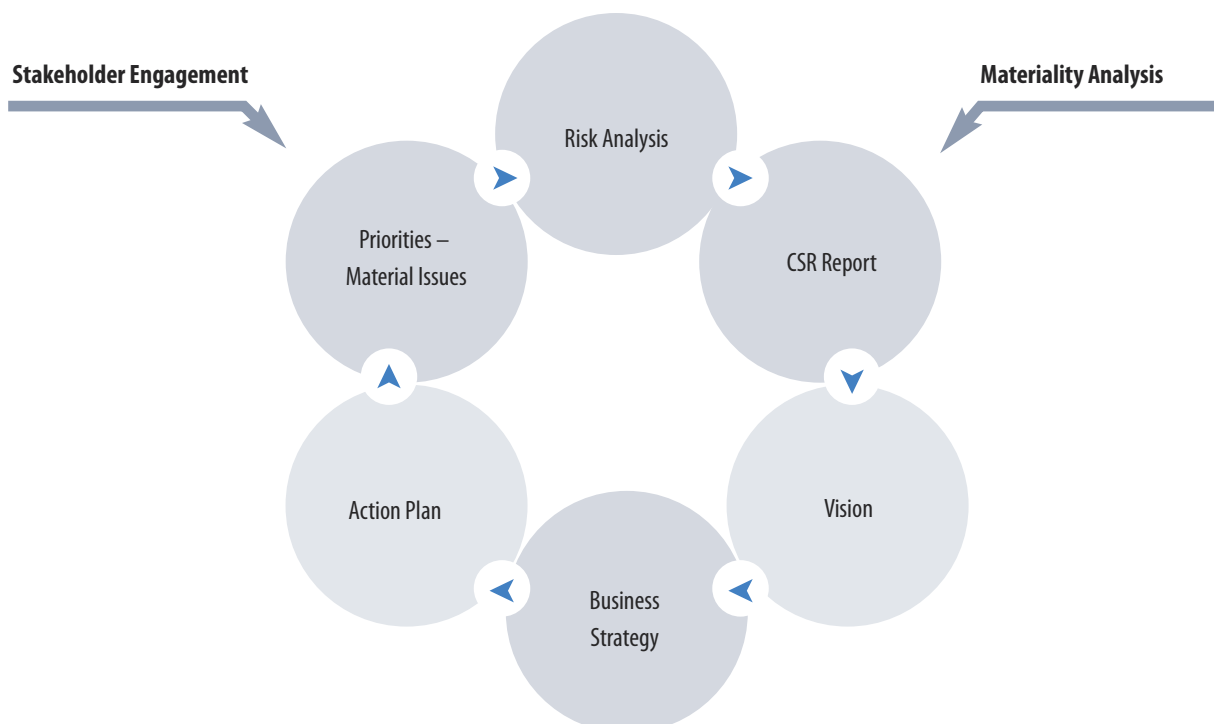 Stakeholder Engagement
Materiality Analysis
Risk Analysis
Priorities –
Material Issues
CSR Report
Action Plan
Vision
Business
Strategy